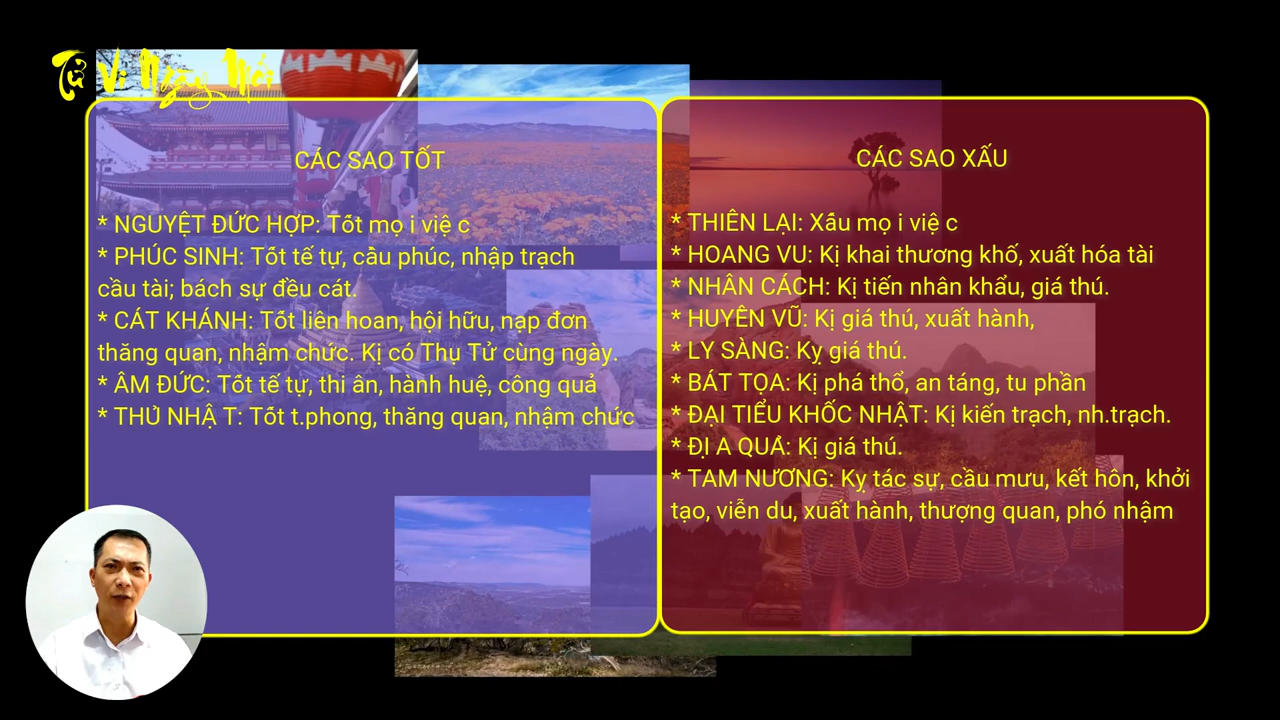 Tử Vi Ngày Mới
CÁC SAO TỐT
* NGUYỆT ĐỨC HỢP: Tốt mọ i việ c
* PHÚC SINH: Tốt tế tự, cầu phúc, nhập trạch
cầu tài; bách sự đều cát.
* CÁT KHÁNH: Tốt liên hoan, hội hữu, nạp đơn
thăng quan, nhậm chức. Kị có Thụ Tử cùng ngày.
* ÂM ĐỨC: Tốt tế tự, thi ân, hành huệ, công quả
* THỦ NHẬ T: Tốt t.phong, thăng quan, nhậm chức
CÁC SAO XẤU
* THIÊN LẠI: Xấu mọ i việ c
* HOANG VU: Kị khai thương khố, xuất hóa tài
* NHÂN CÁCH: Kị tiến nhân khẩu, giá thú.
* HUYỀN VŨ: Kị giá thú, xuất hành,
* LY SÀNG: Kỵ giá thú.
* BÁT TỌA: Kị phá thổ, an táng, tu phần
* ĐẠI TIỂU KHỐC NHẬT: Kị kiến trạch, nh.trạch.
* ĐỊ A QUẢ: Kị giá thú.
* TAM NƯƠNG: Kỵ tác sự, cầu mưu, kết hôn, khởi
tạo, viễn du, xuất hành, thượng quan, phó nhậm